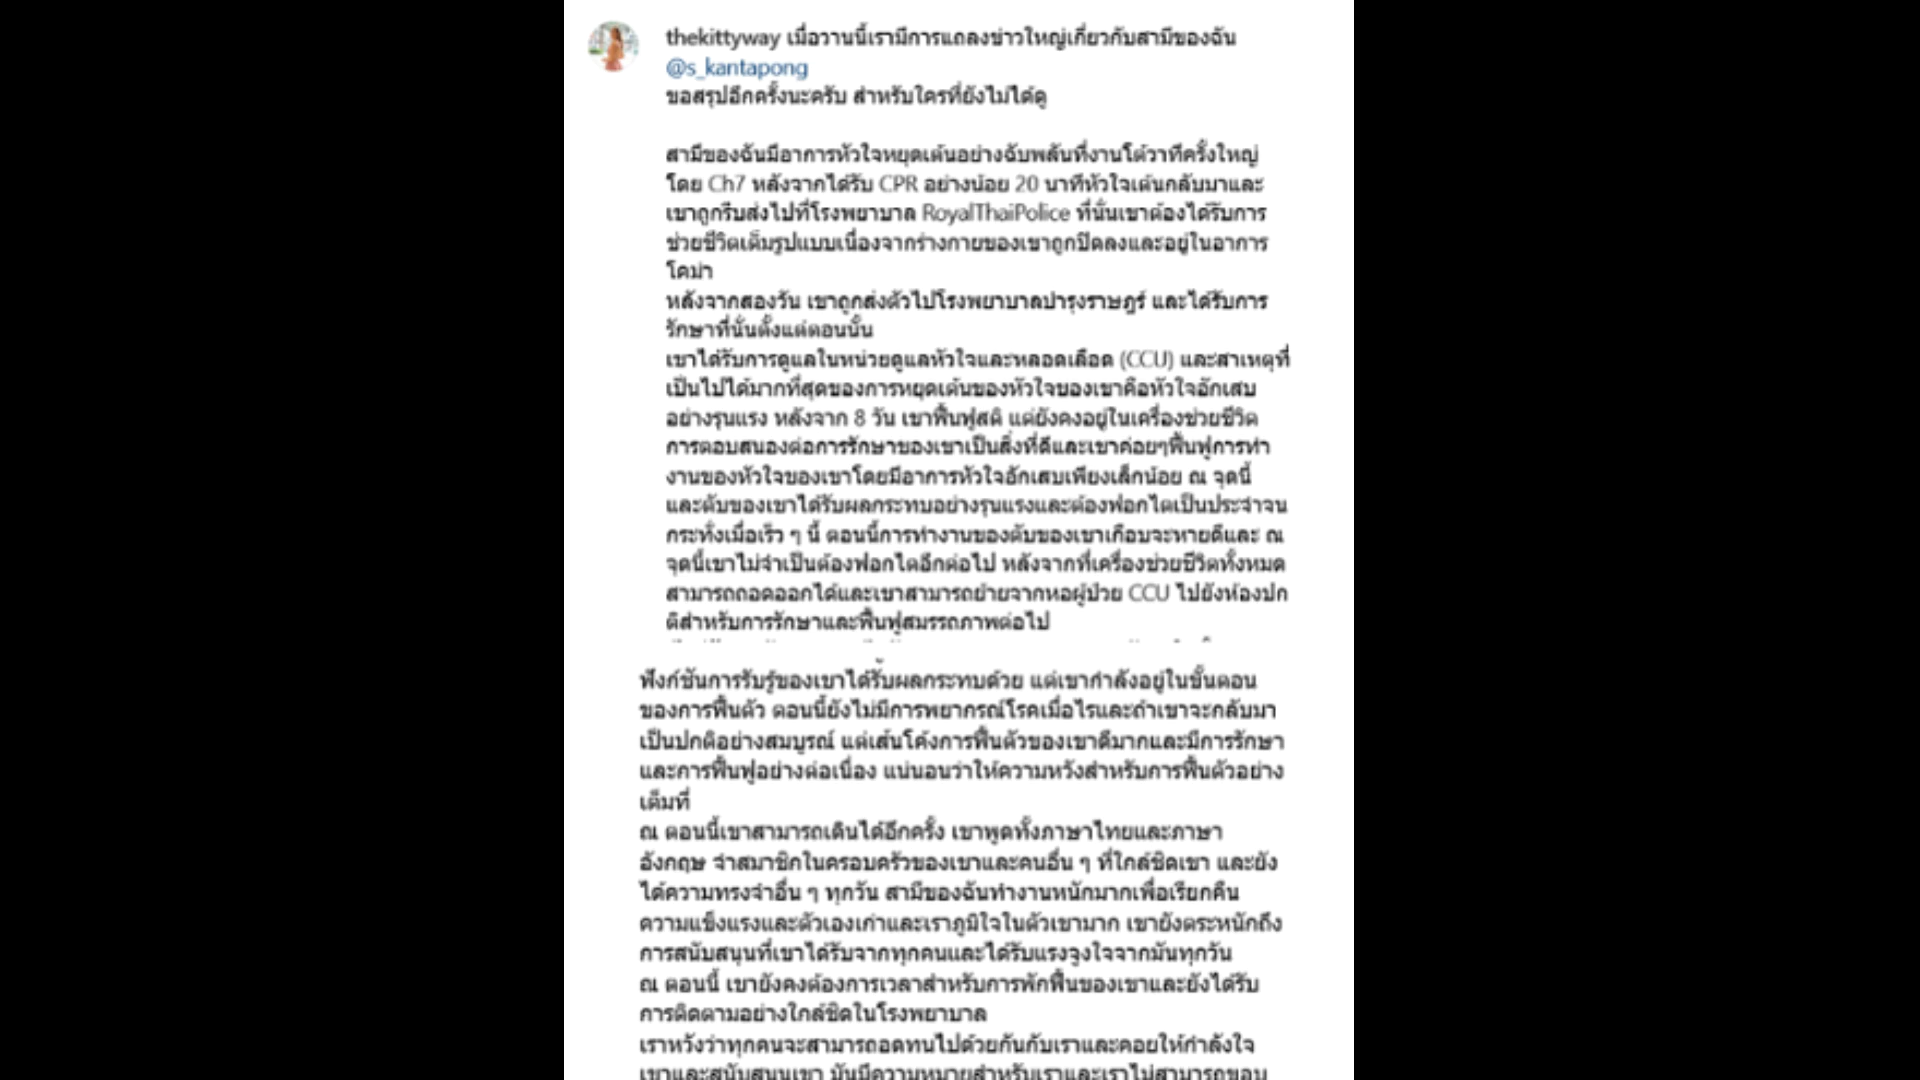 thekittyway เมื่อวานนี้เรามีการแถลงข่าวใหญ่เกี่ยวกับสามีของฉัน
@s_kantapong
ขอสรุปอีกครั้งนะครับ สำหรับใครที่ยังไม่ได้ดู
สามีของฉันมีอาการหัวใจหยุดเต้นอย่างฉับพลันที่งานโต้วาทีครั้งใหญ่
โดย Ch7 หลังจากได้รับ CPR อย่างน้อย 20 นาทีหัวใจเต้นกลับมาและ
เขาถูกรีบส่งไปที่โรงพยาบาล RoyalThaiPolice ที่นั่นเขาต้องได้รับการ
ช่วยชีวิตเต็มรูปแบบเนื่องจากร่างกายของเขาถูกปิดลงและอยู่ในอาการ
โคม่า
หลังจากสองวัน เขาถูกส่งตัวไปโรงพยาบาลบำรุงราษฎร์ และได้รับการ
รักษาที่นั่นตั้งแต่ตอนนั้น
เขาได้รับการดูแลในหน่วยดูแลหัวใจและหลอดเลือด (CCU) และสาเหตุที่
เป็นไปได้มากที่สุดของการหยุดเต้นของหัวใจของเขาคือหัวใจอักเสบ
อย่างรุนแรง หลังจาก 8 วัน เขาฟื้นฟูสติ แต่ยังคงอยู่ในเครื่องช่วยชีวิต
การตอบสนองต่อการรักษาของเขาเป็นสิ่งที่ดีและเขาค่อยๆฟื้นฟูการทำ
งานของหัวใจของเขาโดยมีอาการหัวใจอักเสบเพียงเล็กน้อย ณ จุดนี้
และตับของเขาได้รับผลกระทบอย่างรุนแรงและต้องฟอกไตเป็นประจำจน
กระทั่งเมื่อเร็ว ๆ นี้ ตอนนี้การทำงานของตับของเขาเกือบจะหายดีและ ณ
จุดนี้เขาไม่จำเป็นต้องฟอกไตอีกต่อไป หลังจากที่เครื่องช่วยชีวิตทั้งหมด
สามารถถอดออกได้และเขาสามารถย้ายจากหอผู้ป่วย CCU ไปยังห้องปก
ติสำหรับการรักษาและฟื้นฟูสมรรถภาพต่อไป
ฟังก์ชันการรับรู้ของเขาได้รับผลกระทบด้วย แต่เขากำลังอยู่ในขั้นตอน
ของการฟื้นตัว ตอนนี้ยังไม่มีการพยากรณ์โรคเมื่อไรและถ้าเขาจะกลับมา
เป็นปกติอย่างสมบูรณ์ แต่เส้นโค้งการฟื้นตัวของเขาดีมากและมีการรักษา
และการฟื้นฟูอย่างต่อเนื่อง แน่นอนว่าให้ความหวังสำหรับการฟื้นตัวอย่าง
เต็มที่
ณ ตอนนี้เขาสามารถเดินได้อีกครั้ง เขาพูดทั้งภาษาไทยและภาษา
อังกฤษ จำสมาชิกในครอบครัวของเขาและคนอื่น ๆ ที่ใกล้ชิดเขา และยัง
ได้ความทรงจำอื่น ๆ ทุกวัน สามีของฉันทำงานหนักมากเพื่อเรียกคืน
ความแข็งแรงและตัวเองเก่าและเราภูมิใจในตัวเขามาก เขายังตระหนักถึง
การสนับสนุนที่เขาได้รับจากทุกคนและได้รับแรงจูงใจจากมันทุกวัน
ณ ตอนนี้ เขายังคงต้องการเวลาสำหรับการพักฟื้นของเขาและยังได้รับ
การติดตามอย่างใกล้ชิดในโรงพยาบาล
เราหวังว่าทุกคนจะสามารถอดทนไปด้วยกันกับเราและคอยให้กำลังใจ
เขาและสนับสนุนเขา มันมีความหมายสำหรับเราและเราไม่สามารถขอบ